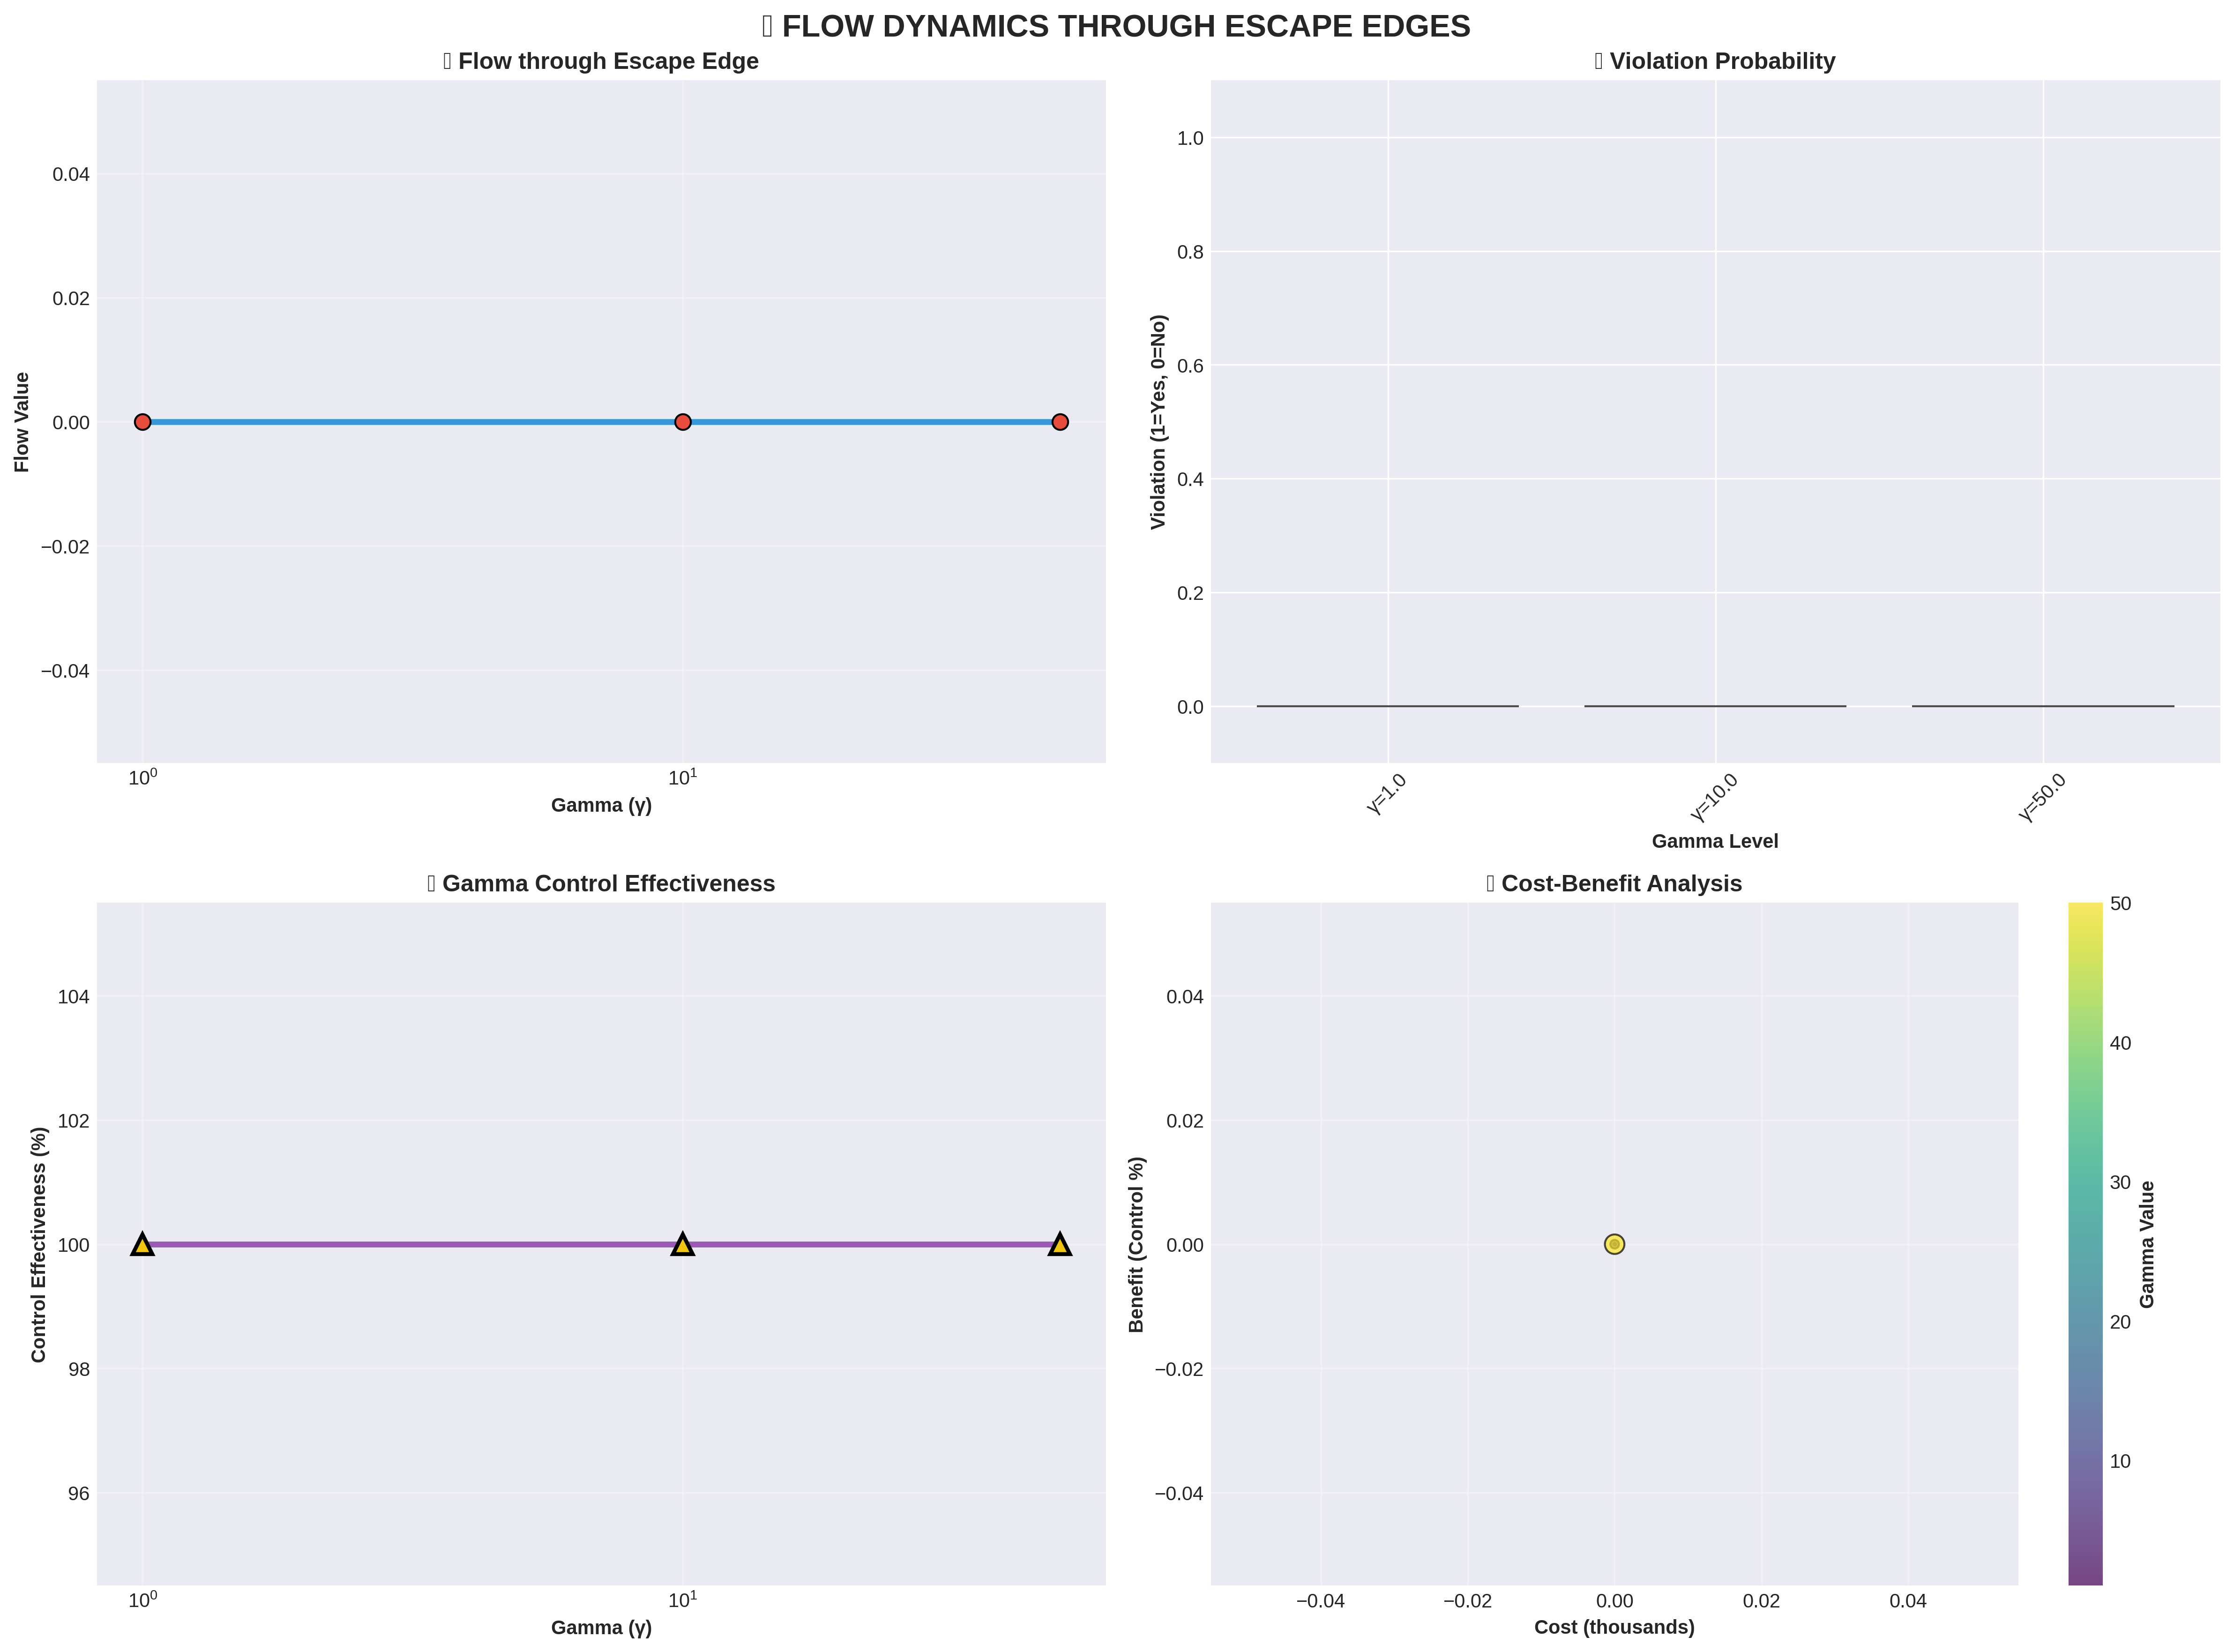 ▯ FLOW DYNAMICS THROUGH ESCAPE EDGES
▯ Flow through Escape Edge
0.04
0.02
0.00
−0.02
−0.04
Flow Value
10⁰
10¹
Gamma (γ)
▯ Violation Probability
1.0
0.8
0.6
0.4
0.2
0.0
Violation (1=Yes, 0=No)
γ=1.0
γ=10.0
γ=50.0
Gamma Level
▯ Gamma Control Effectiveness
104
102
100
98
96
Control Effectiveness (%)
10⁰
10¹
Gamma (γ)
▯ Cost-Benefit Analysis
0.04
0.02
0.00
−0.02
−0.04
Benefit (Control %)
−0.04
−0.02
0.00
0.02
0.04
Cost (thousands)
50
40
30
20
10
Gamma Value